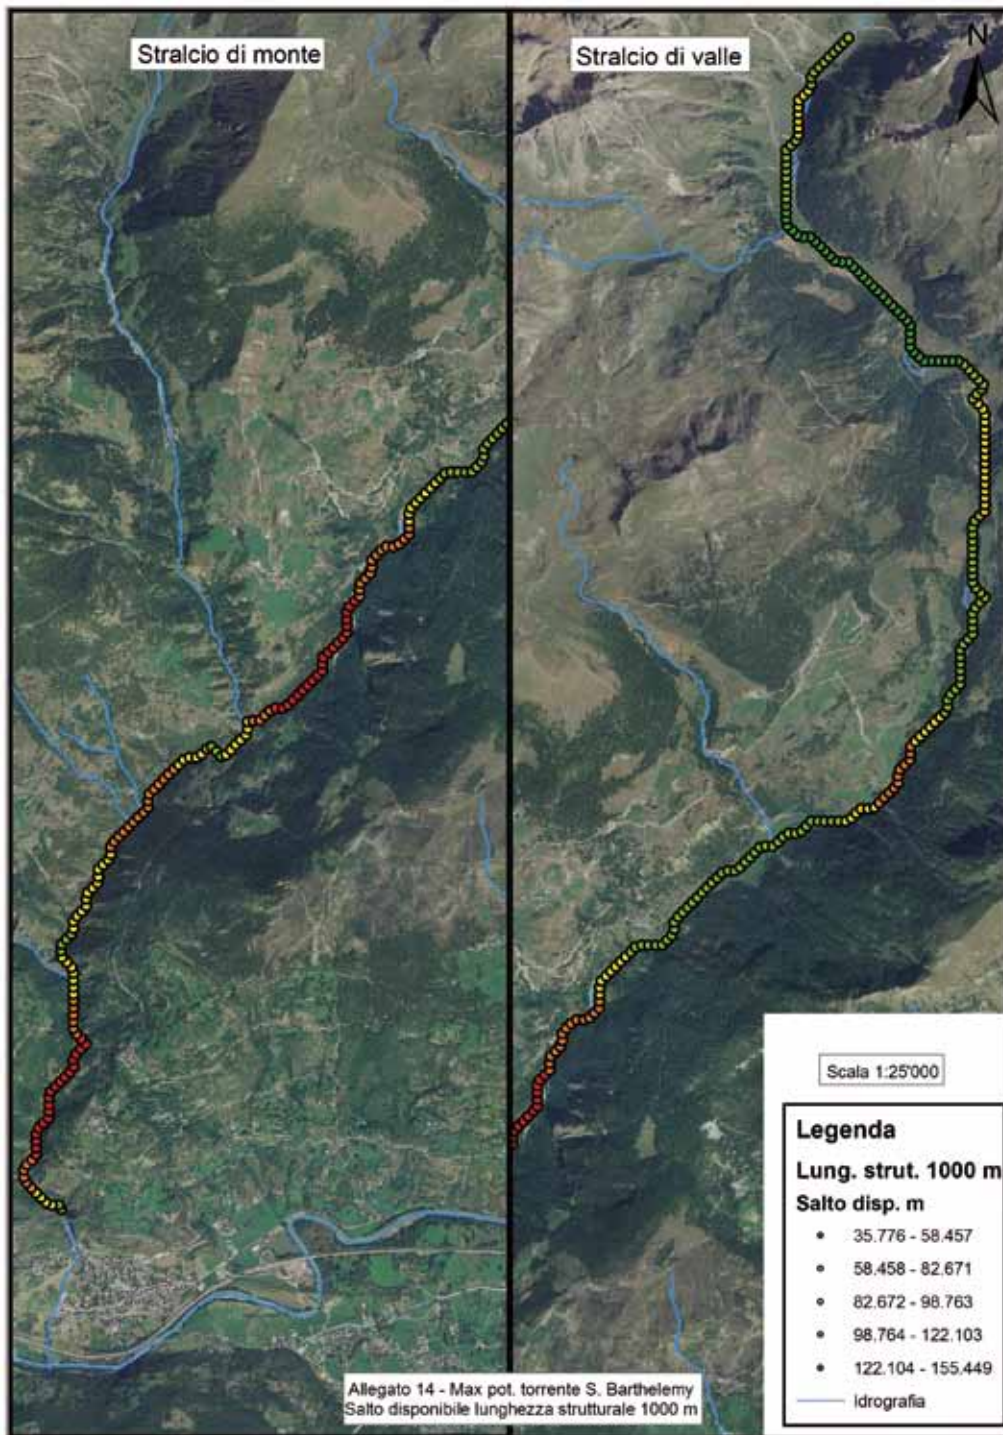 Stralcio di monte
Stralcio di valle
N
Scala 1:25'000
Legenda
Lung. strut. 1000 m
Salto disp. m
35.776 - 58.457
58.458 - 82.671
82.672 - 98.763
98.764 - 122.103
122.104 - 155.449
Idrografia
Allegato 14 - Max pot. torrente S. Barthelemy
Salto disponibile lunghezza strutturale 1000 m